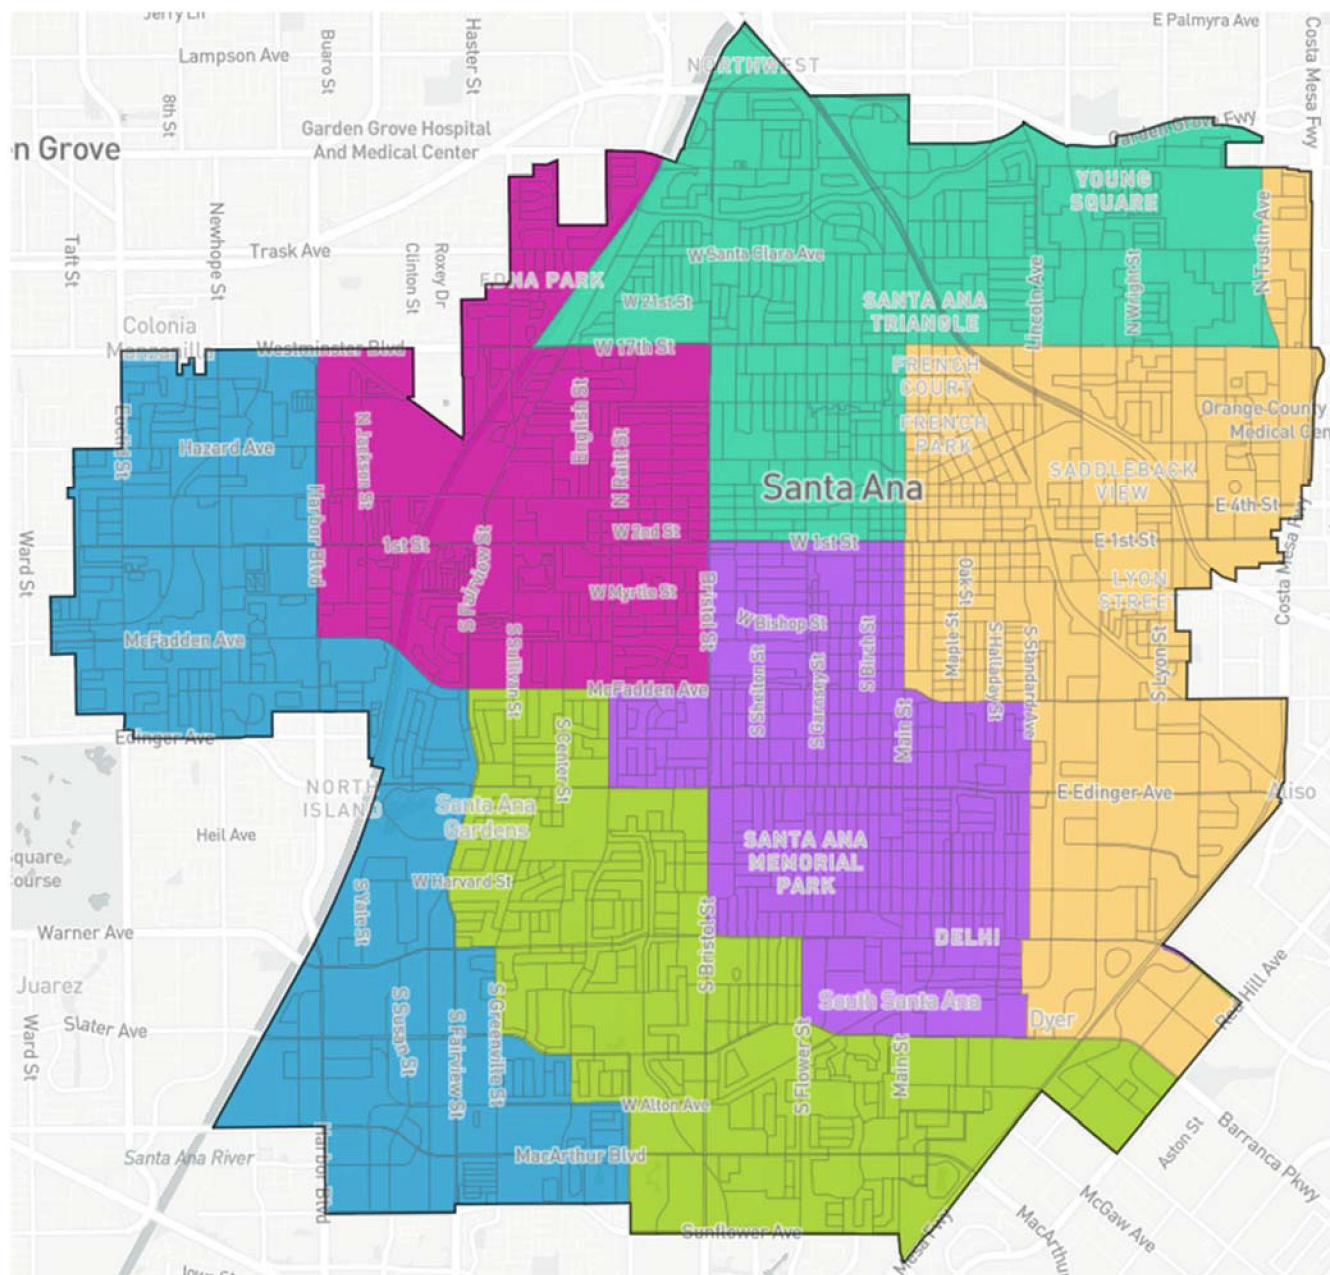 Jerry Ln
E Palmyra Ave
Lampson Ave
Buaro St
Haster St
Costa Mesa Fwy
NORTHWEST
8th St
Garden Grove Hospital
And Medical Center
Garden Grove Fwy
n Grove
YOUNG
SQUARE
Taft St
Newhope St
Trask Ave
Clinton St
Roxey Dr
EDNA PARK
W Santa Clara Ave
N Tustin Ave
W 21st St
SANTA ANA
TRIANGLE
Lincoln Ave
N Wright St
Colonia
Manzanillo
Westminster Blvd
W 17th St
FRENCH
COURT
Euclid St
Hazard Ave
N Jackson St
English St
N Raitt St
FRENCH
PARK
Orange County
Medical Cen
SADDLEBACK
VIEW
Santa Ana
E 4th St
Ward St
Harbor Blvd
1st St
S Fairview St
W 2nd St
W 1st St
E 1st St
Costa Mesa Fwy
W Myrtle St
Bristol St
Oak St
LYON
STREET
McFadden Ave
S Sullivan St
W Bishop St
S Birch St
Maple St
S Halladay St
S Standard Ave
S Lyon St
McFadden Ave
S Shelton St
S Garnsey St
Main St
Edinger Ave
S Center St
NORTH
ISLAND
Santa Ana
Gardens
E Edinger Ave
Aliso
Heil Ave
SANTA ANA
MEMORIAL
PARK
quare
ourse
W Harvard St
S Yale St
Warner Ave
S Bristol St
DELHI
Juarez
S Susan St
S Fairview St
S Greenville St
South Santa Ana
Dyer
Red Hill Ave
Slater Ave
Ward St
S Flower St
Main St
W Alton Ave
Barranca Pkwy
Aston St
Santa Ana River
Harbor Blvd
MacArthur Blvd
McGaw Ave
MacArthur
Sunflower Ave
Mesa Fwy